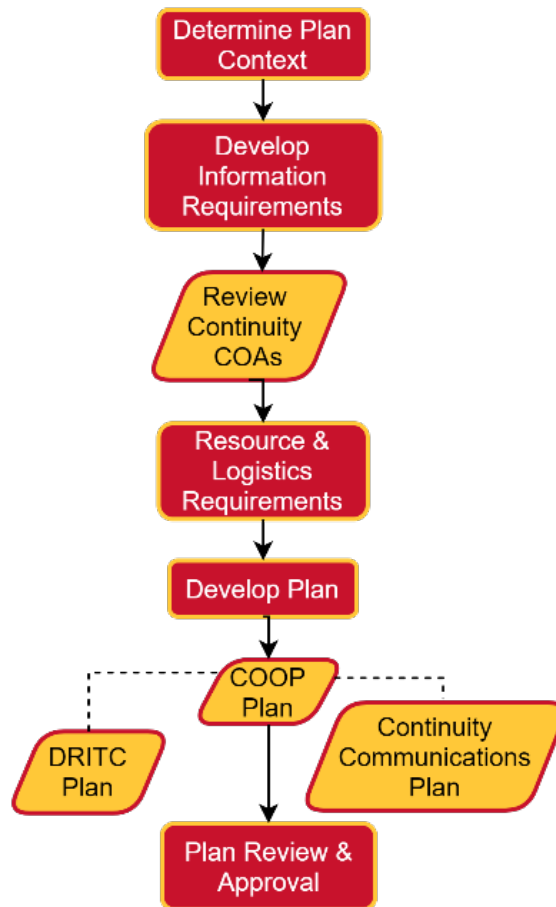 Determine Plan
Context
Develop
Information
Requirements
Review
Continuity
COAs
Resource &
Logistics
Requirements
Develop Plan
COOP
Plan
DRITC
Plan
Continuity
Communications
Plan
Plan Review &
Approval